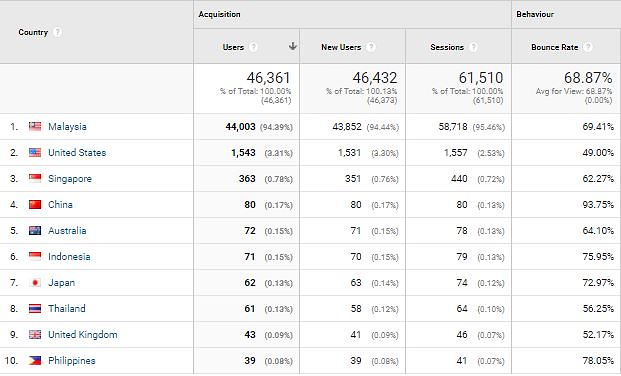 Country ? Acquisition Behaviour
Users ? New Users ? Sessions ? Bounce Rate ?
46,361 46,432 61,510 68.87%
% of Total: 100.00% % of Total: 100.13% % of Total: 100.00% Avg for View: 68.87%
(46,361) (46,373) (61,510) (0.00%)
1. Malaysia 44,003 (94.39%) 43,852 (94.44%) 58,718 (95.46%) 69.41%
2. United States 1,543 (3.31%) 1,531 (3.30%) 1,557 (2.53%) 49.00%
3. Singapore 363 (0.78%) 351 (0.76%) 440 (0.72%) 62.27%
4. China 80 (0.17%) 80 (0.17%) 80 (0.13%) 93.75%
5. Australia 72 (0.15%) 71 (0.15%) 78 (0.13%) 64.10%
6. Indonesia 71 (0.15%) 70 (0.15%) 79 (0.13%) 75.95%
7. Japan 62 (0.13%) 63 (0.14%) 74 (0.12%) 72.97%
8. Thailand 61 (0.13%) 58 (0.12%) 64 (0.10%) 56.25%
9. United Kingdom 43 (0.09%) 41 (0.09%) 46 (0.07%) 52.17%
10. Philippines 39 (0.08%) 39 (0.08%) 41 (0.07%) 78.05%